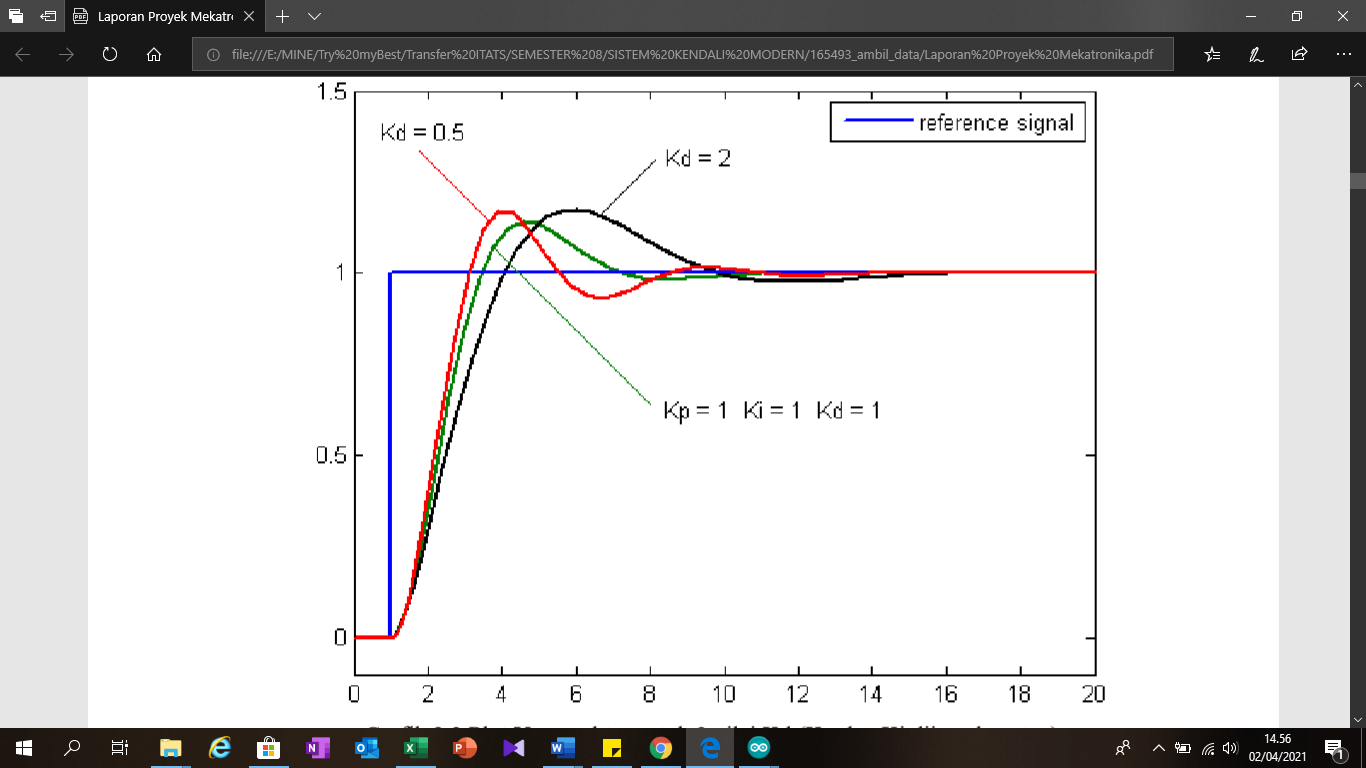 Laporan Proyek Mekatr
file:///E:/MINE/Try%20myBest/Transfer%20ITATS/SEMESTER%208/SISTEM%20KENDALI%20MODERN/165493_ambil_data/Laporan%20Proyek%20Mekatronika.pdf
1.5
reference signal
Kd = 0.5
Kd = 2
1
Kp = 1 Ki = 1 Kd = 1
0.5
0
0 2 4 6 8 10 12 14 16 18 20
14.56
02/04/2021
1